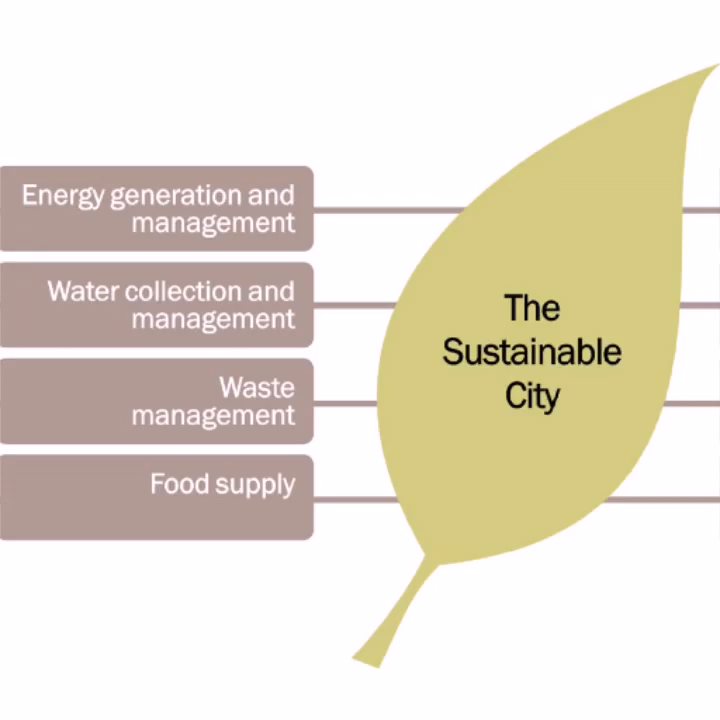 Energy generation and
management
Water collection and
management
Waste
management
Food supply
The
Sustainable
City